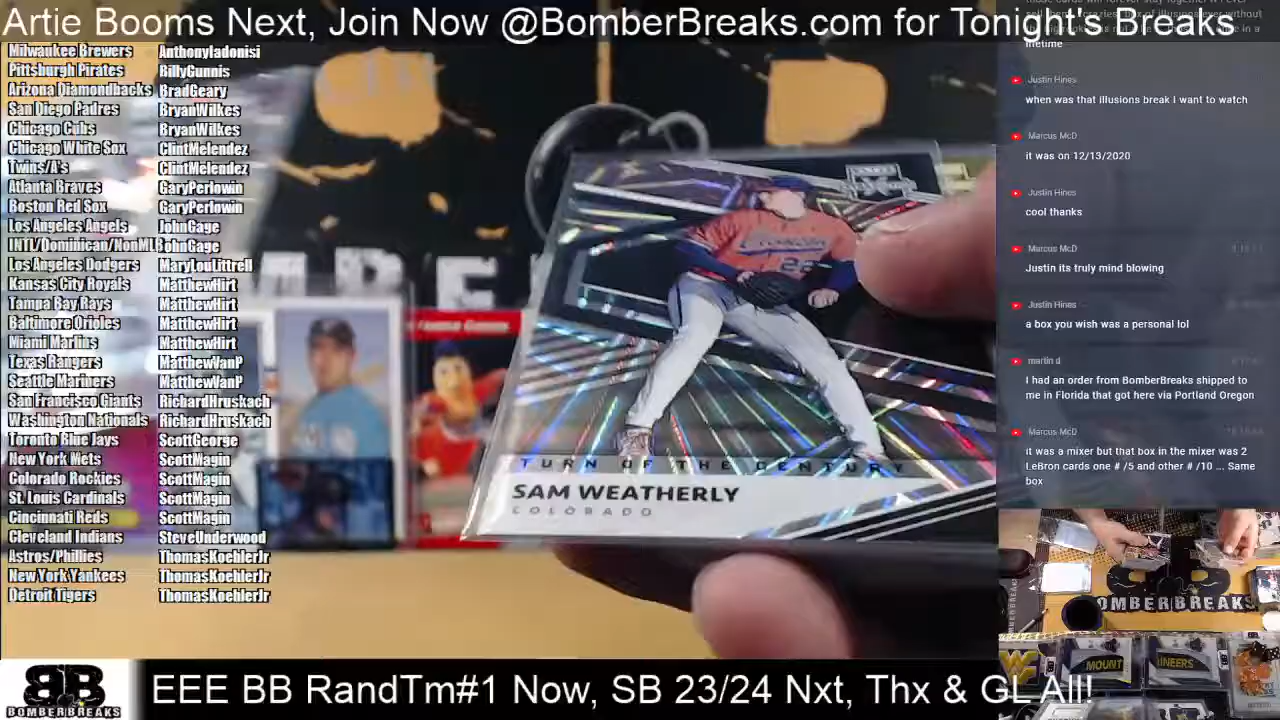 Artie Booms Next, Join Now @BomberBreaks.com for Tonight's Breaks
Milwaukee Brewers AnthonyIadonisi
Pittsburgh Pirates BillyGunnis
Arizona Diamondbacks BradGeary
San Diego Padres BryanWilkes
Chicago Cubs BryanWilkes
Chicago White Sox ClintMelendez
Twins/A's ClintMelendez
Atlanta Braves GaryPerlowin
Boston Red Sox GaryPerlowin
Los Angeles Angels JohnGage
INTL/Dominican/NonMLB JohnGage
Los Angeles Dodgers MaryLouLittrell
Kansas City Royals MatthewHirt
Tampa Bay Rays MatthewHirt
Baltimore Orioles MatthewHirt
Miami Marlins MatthewHirt
Texas Rangers MatthewVanP
Seattle Mariners MatthewVanP
San Francisco Giants RichardHruskach
Washington Nationals RichardHruskach
Toronto Blue Jays ScottGeorge
New York Mets ScottMagin
Colorado Rockies ScottMagin
St. Louis Cardinals ScottMagin
Cincinnati Reds ScottMagin
Cleveland Indians SteveUnderwood
Astros/Phillies ThomasKoehlerJr
New York Yankees ThomasKoehlerJr
Detroit Tigers ThomasKoehlerJr
TURN OF THE CENTURY
SAM WEATHERLY
COLORADO
lifetime
Justin Hines
when was that illusions break I want to watch
Marcus McD
it was on 12/13/2020
Justin Hines
cool thanks
Marcus McD
Justin its truly mind blowing
Justin Hines
a box you wish was a personal lol
martin d
I had an order from BomberBreaks shipped to
me in Florida that got here via Portland Oregon
Marcus McD
it was a mixer but that box in the mixer was 2
LeBron cards one # /5 and other # /10 ... Same
box
OMBERBREAKS
MOUNT
INEERS
BB
BOMBERBREAKS
EEE BB RandTm#1 Now, SB 23/24 Nxt, Thx & GL All!